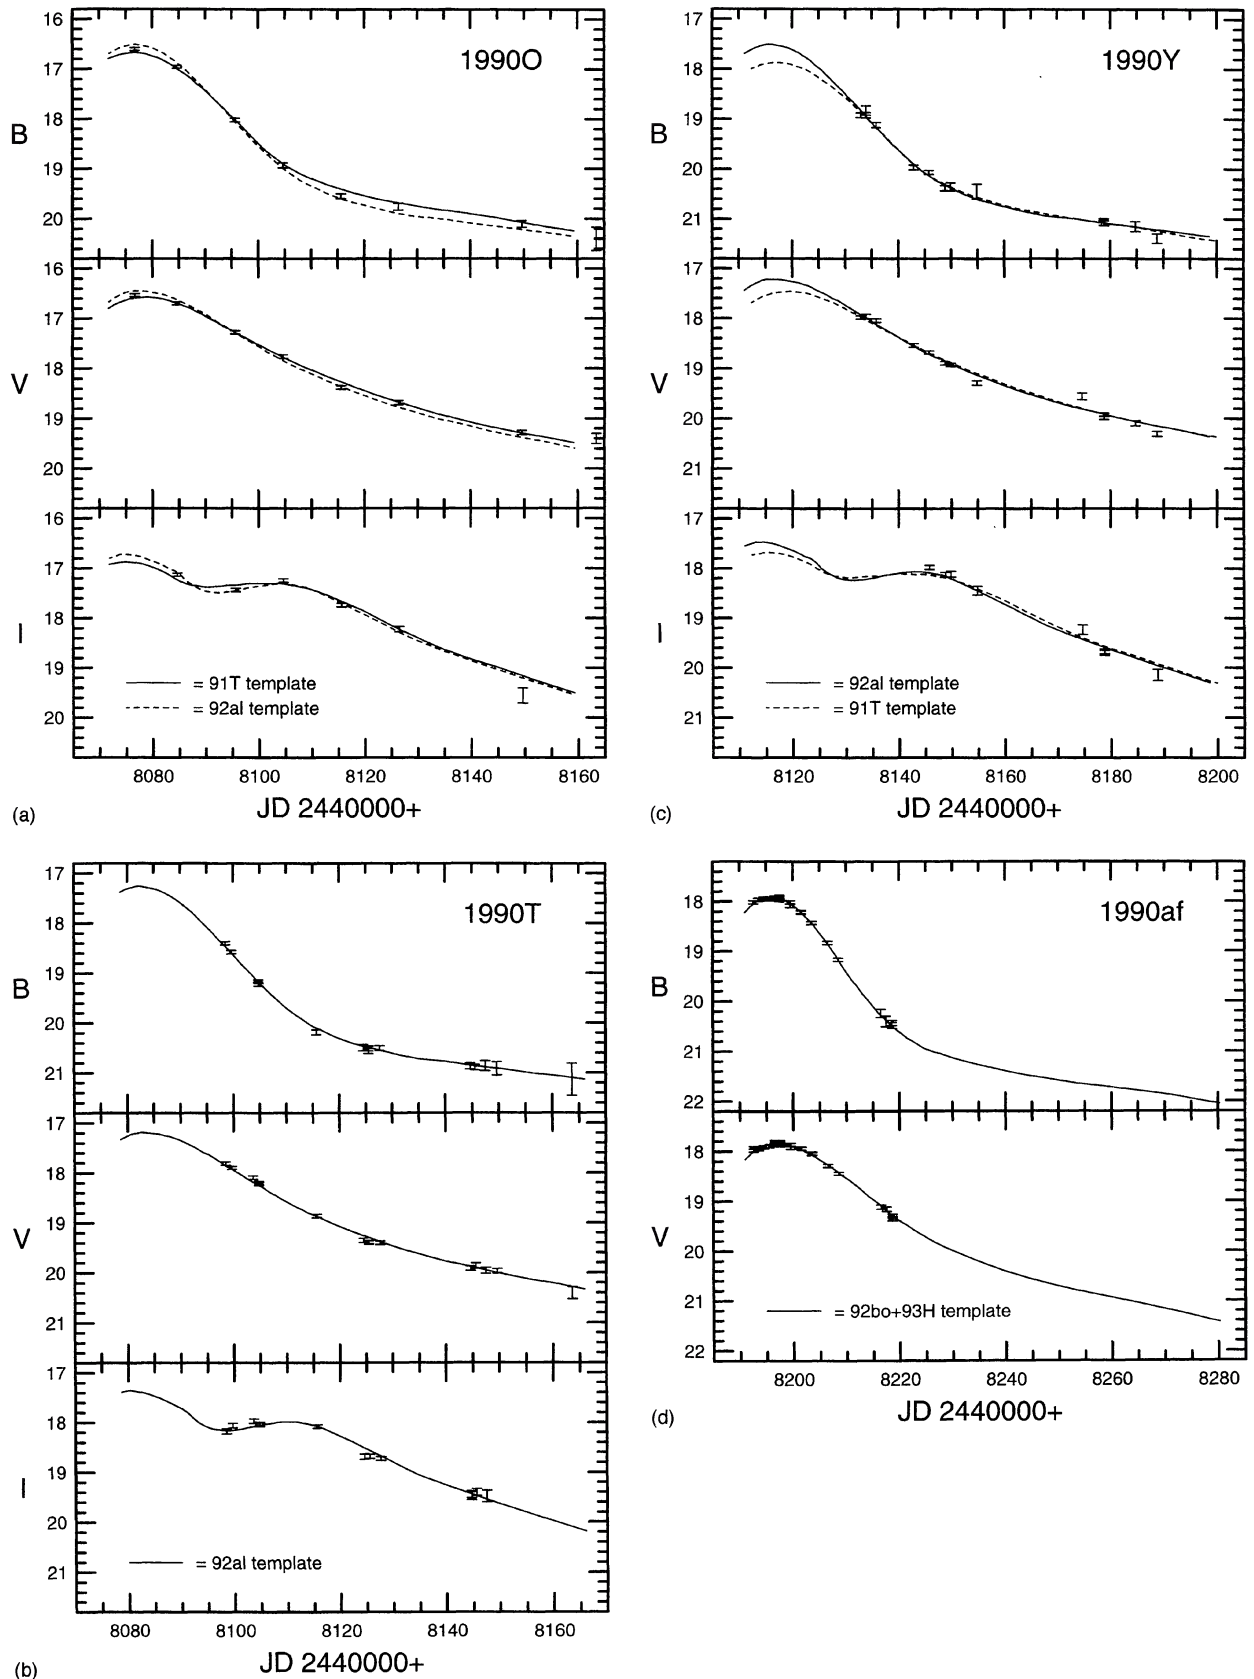 1990O
B
17
18
19
20
16
V
17
18
19
20
16
I
17
18
19
20
= 91T template
= 92al template
8080 8100 8120 8140 8160
JD 2440000+
(a)
1990Y
B
17
18
19
20
21
17
V
18
19
20
21
17
I
18
19
20
21
= 92al template
= 91T template
8120 8140 8160 8180 8200
JD 2440000+
(c)
1990T
B
17
18
19
20
21
17
V
18
19
20
21
17
I
18
19
20
21
= 92al template
8080 8100 8120 8140 8160
JD 2440000+
(b)
1990af
B
18
19
20
21
22
V
18
19
20
21
22
= 92bo+93H template
8200 8220 8240 8260 8280
JD 2440000+
(d)